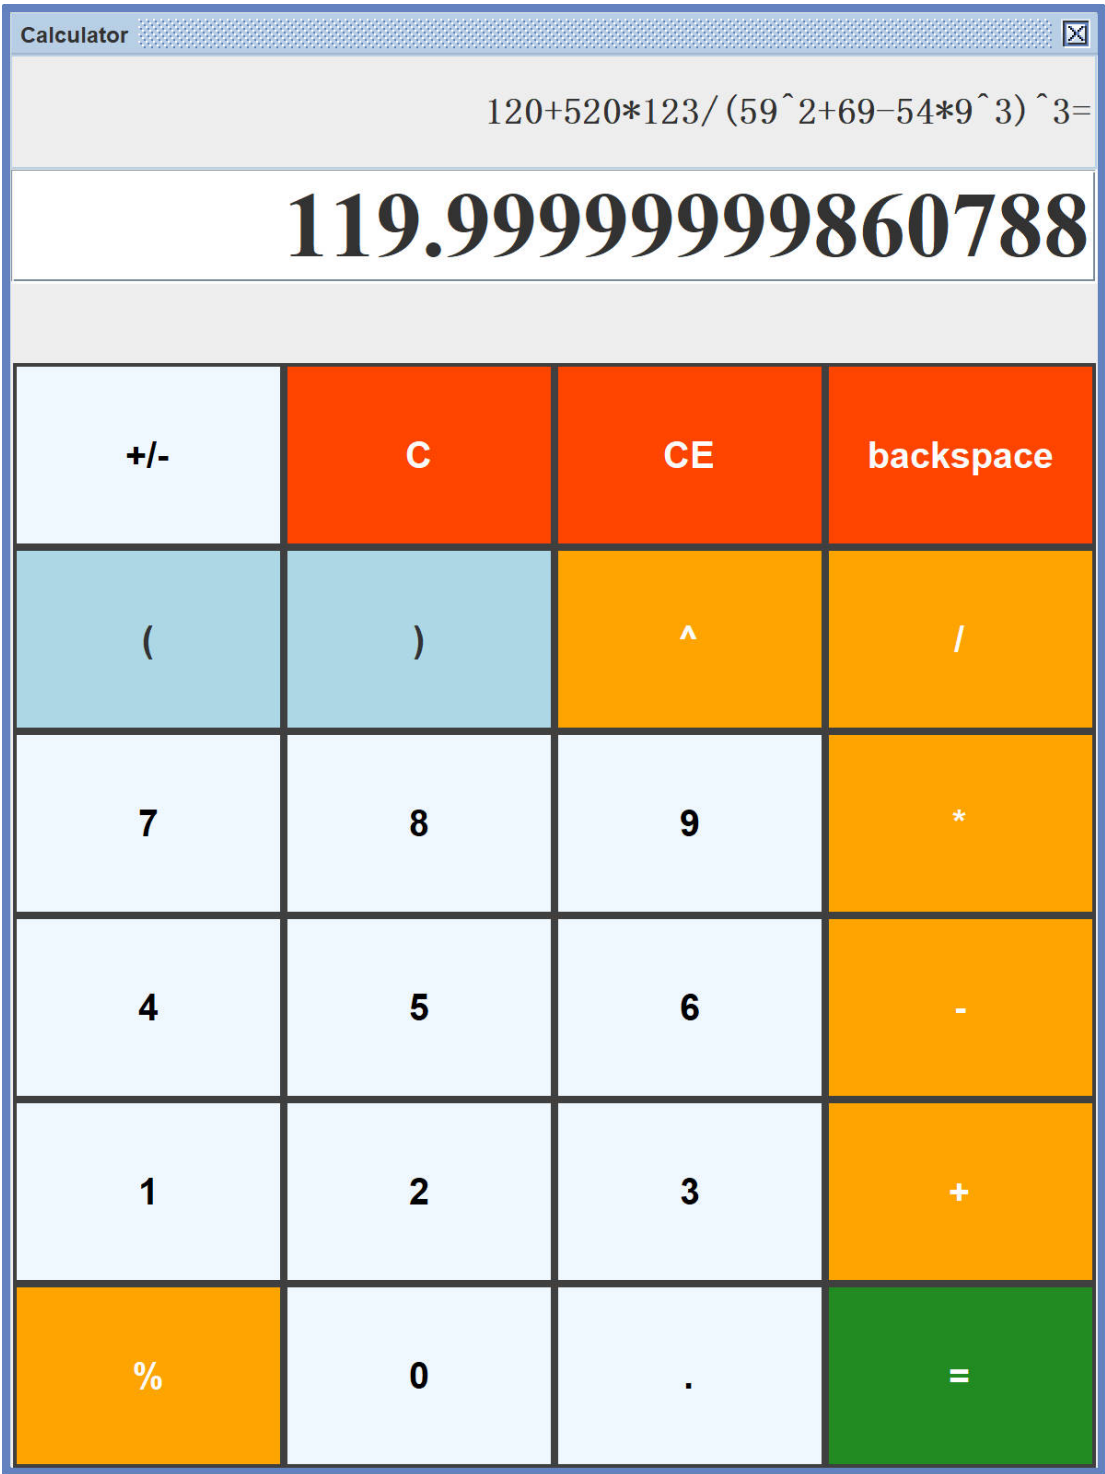 Calculator
120+520*123/(59^2+69-54*9^3)^3=
119.99999999860788
+/- C CE backspace
( ) ^ /
7 8 9 *
4 5 6 -
1 2 3 +
% 0 . =